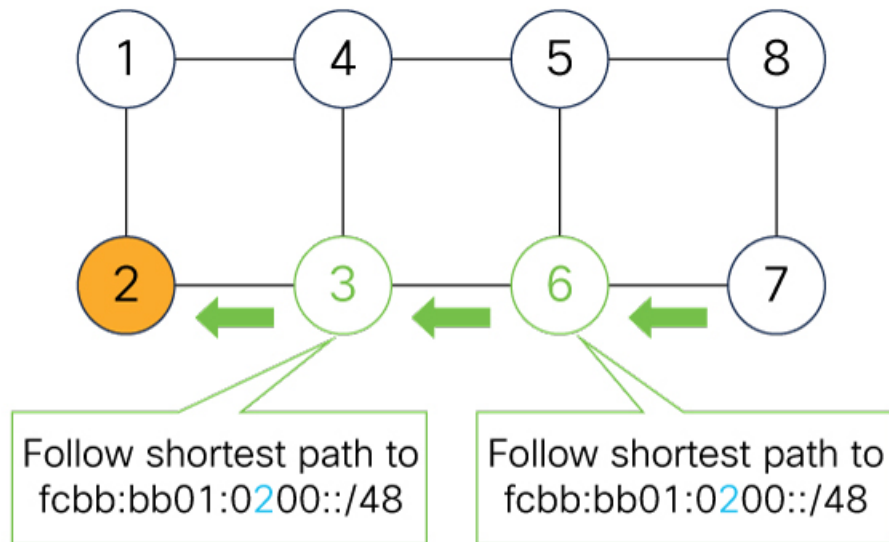 1 4 5 8
2 3 6 7
Follow shortest path to
fcbb:bb01:0200::/48
Follow shortest path to
fcbb:bb01:0200::/48